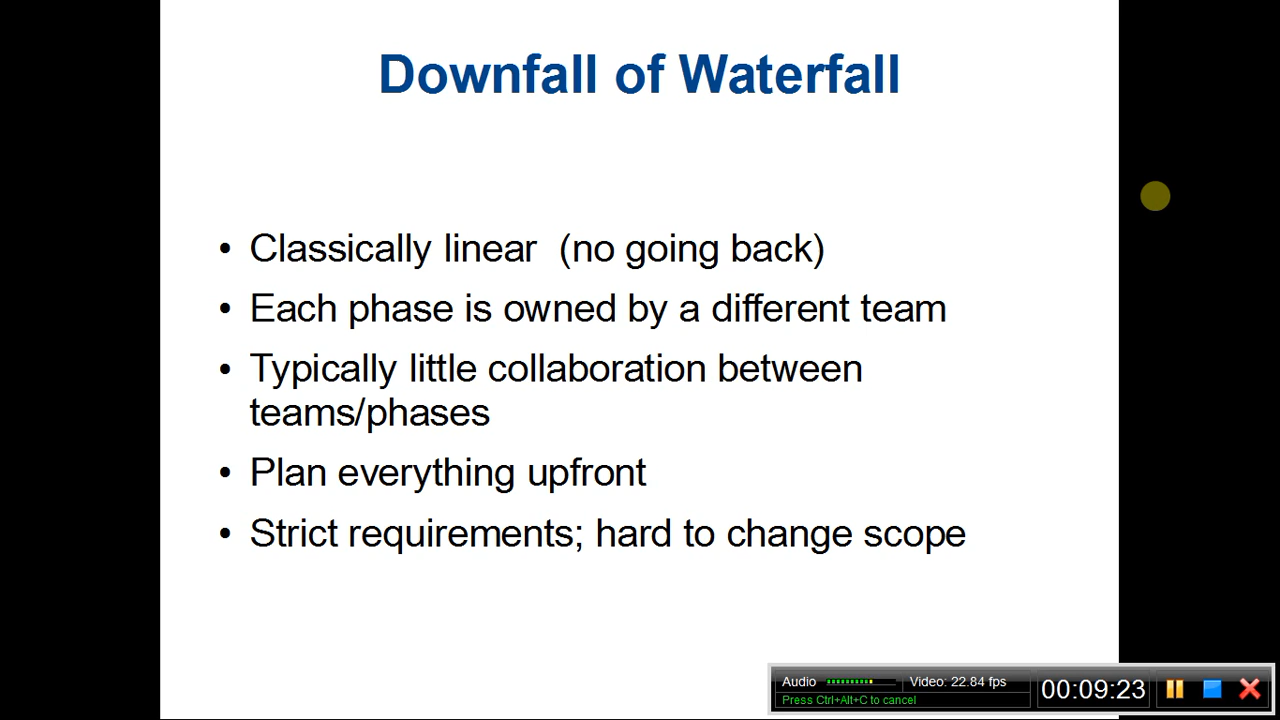 Downfall of Waterfall
• Classically linear  (no going back)
• Each phase is owned by a different team
• Typically little collaboration between
teams/phases
• Plan everything upfront
• Strict requirements; hard to change scope
Audio Video: 22.84 fps
Press Ctrl+Alt+C to cancel
00:09:23